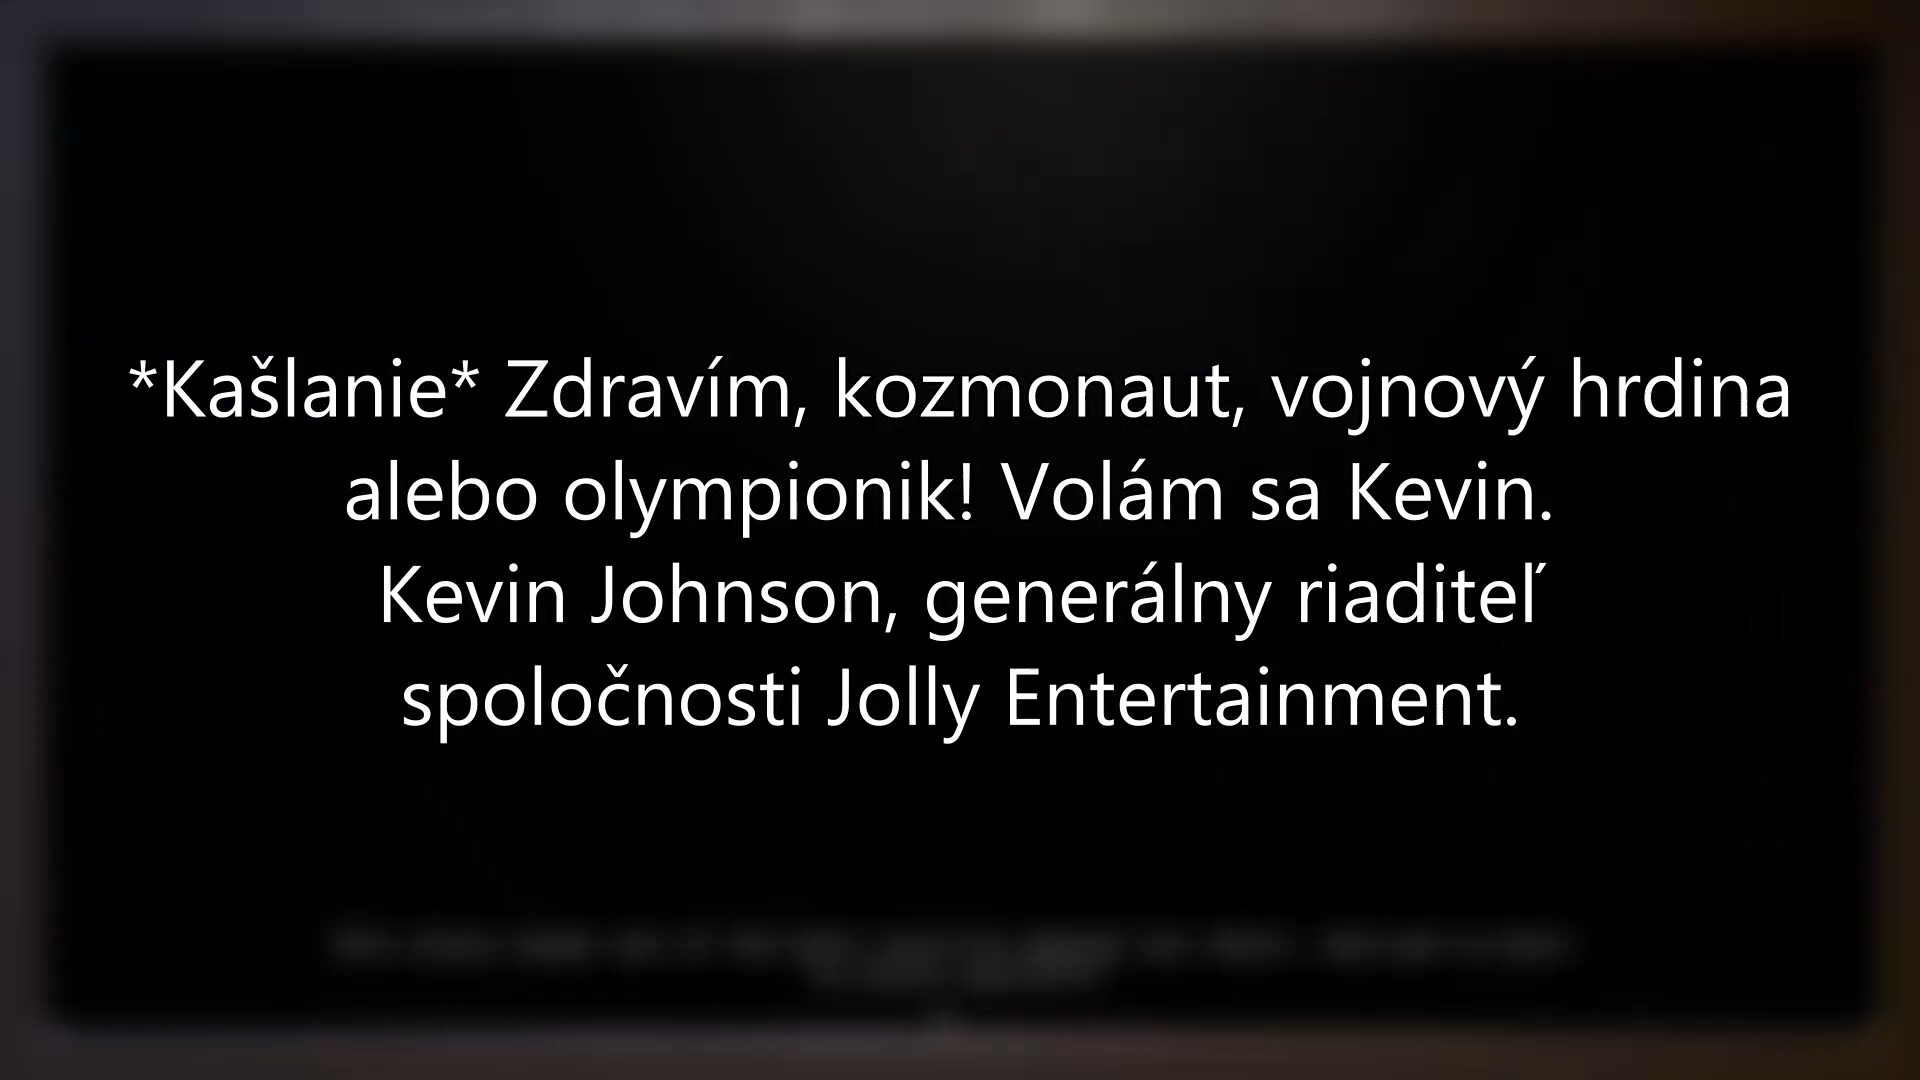 *Kašlanie* Zdravím, kozmonaut, vojnový hrdina
alebo olympionik! Volám sa Kevin.
Kevin Johnson, generálny riaditeľ
spoločnosti Jolly Entertainment.